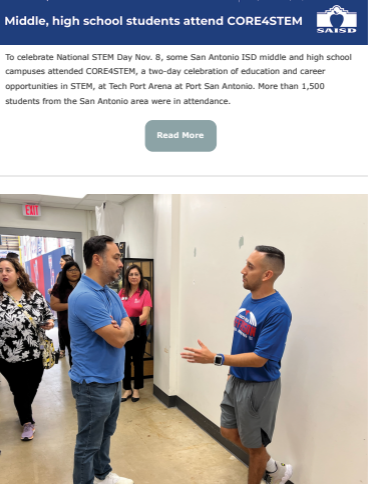 Middle, high school students attend CORE4STEM
SAISD
To celebrate National STEM Day Nov. 8, some San Antonio ISD middle and high school
campuses attended CORE4STEM, a two-day celebration of education and career
opportunities in STEM, at Tech Port Arena at Port San Antonio. More than 1,500
students from the San Antonio area were in attendance.
Read More
EXIT